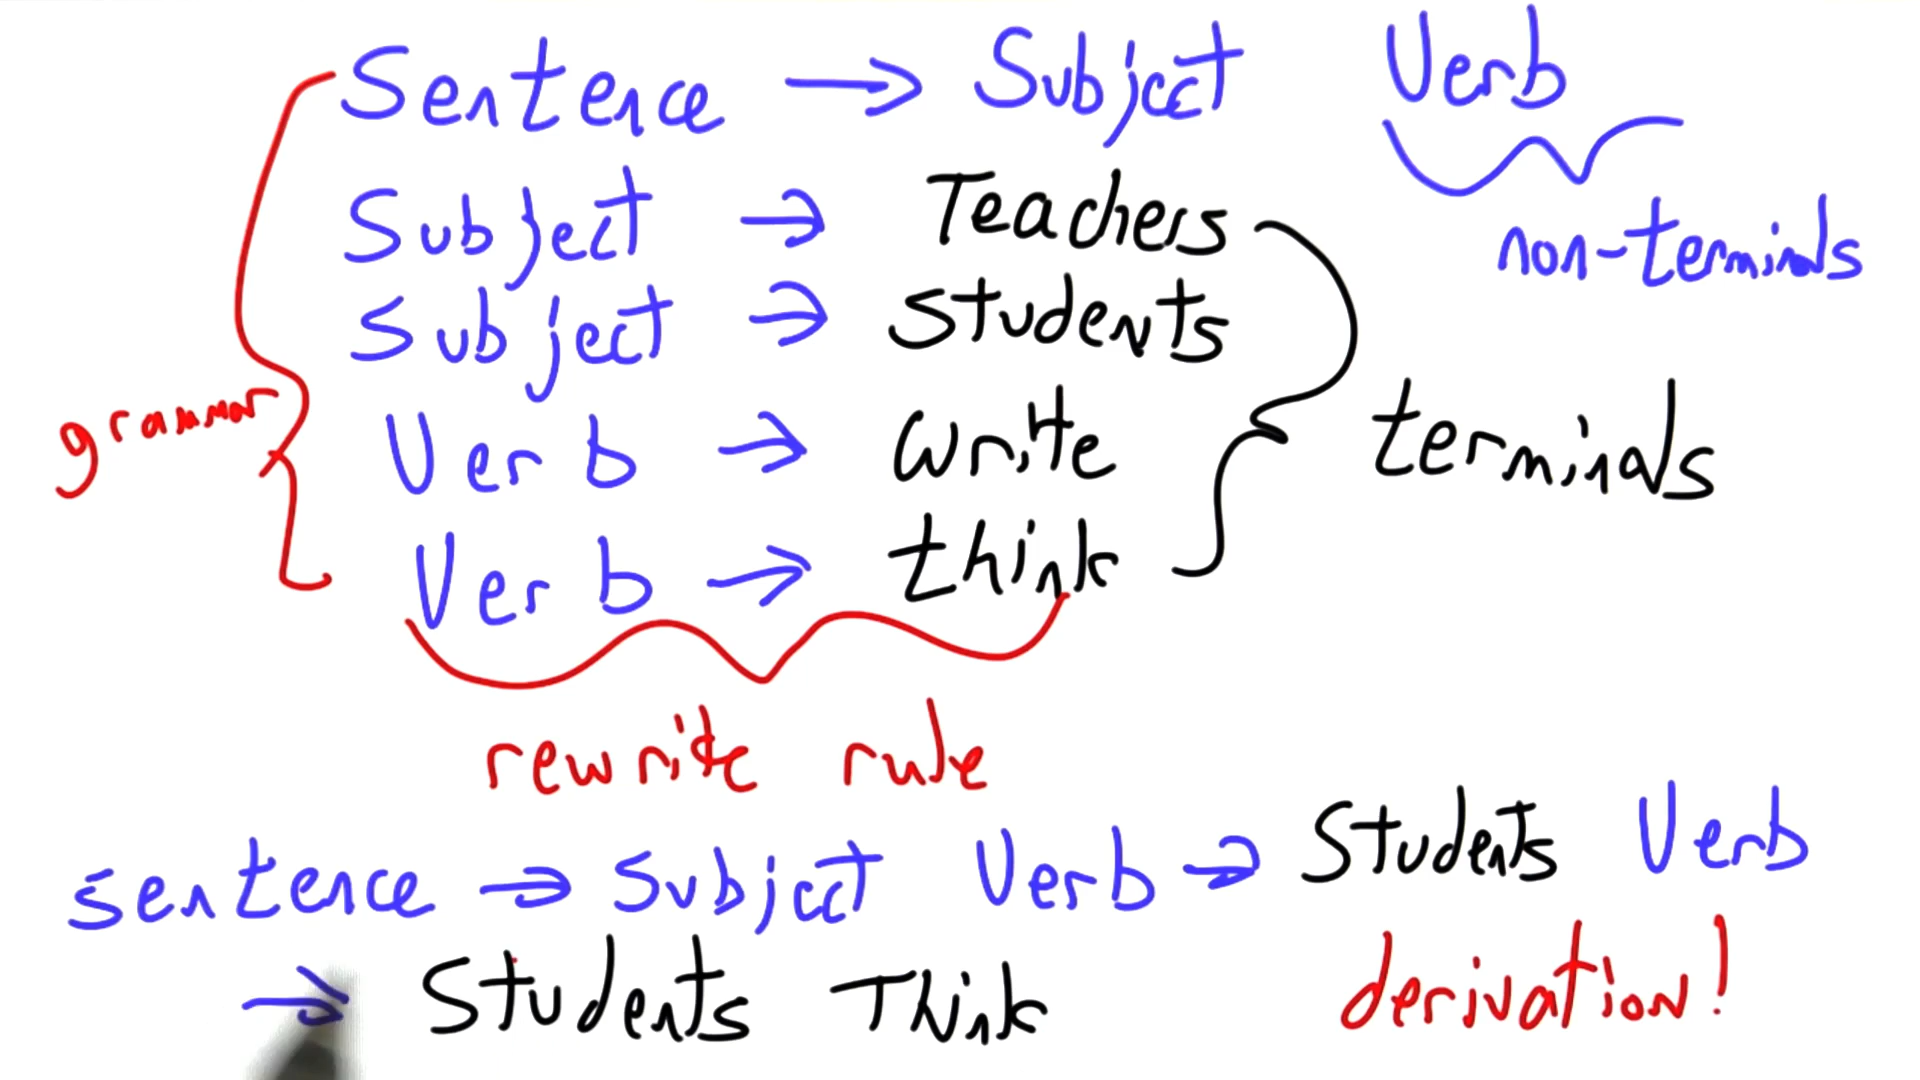 Sentence → Subject Verb
non-terminals
Subject → Teachers
Subject → Students
grammar
Verb → write
terminals
Verb → think
rewrite rule
sentence → Subject Verb → Students Verb
→ Students Think
derivation!